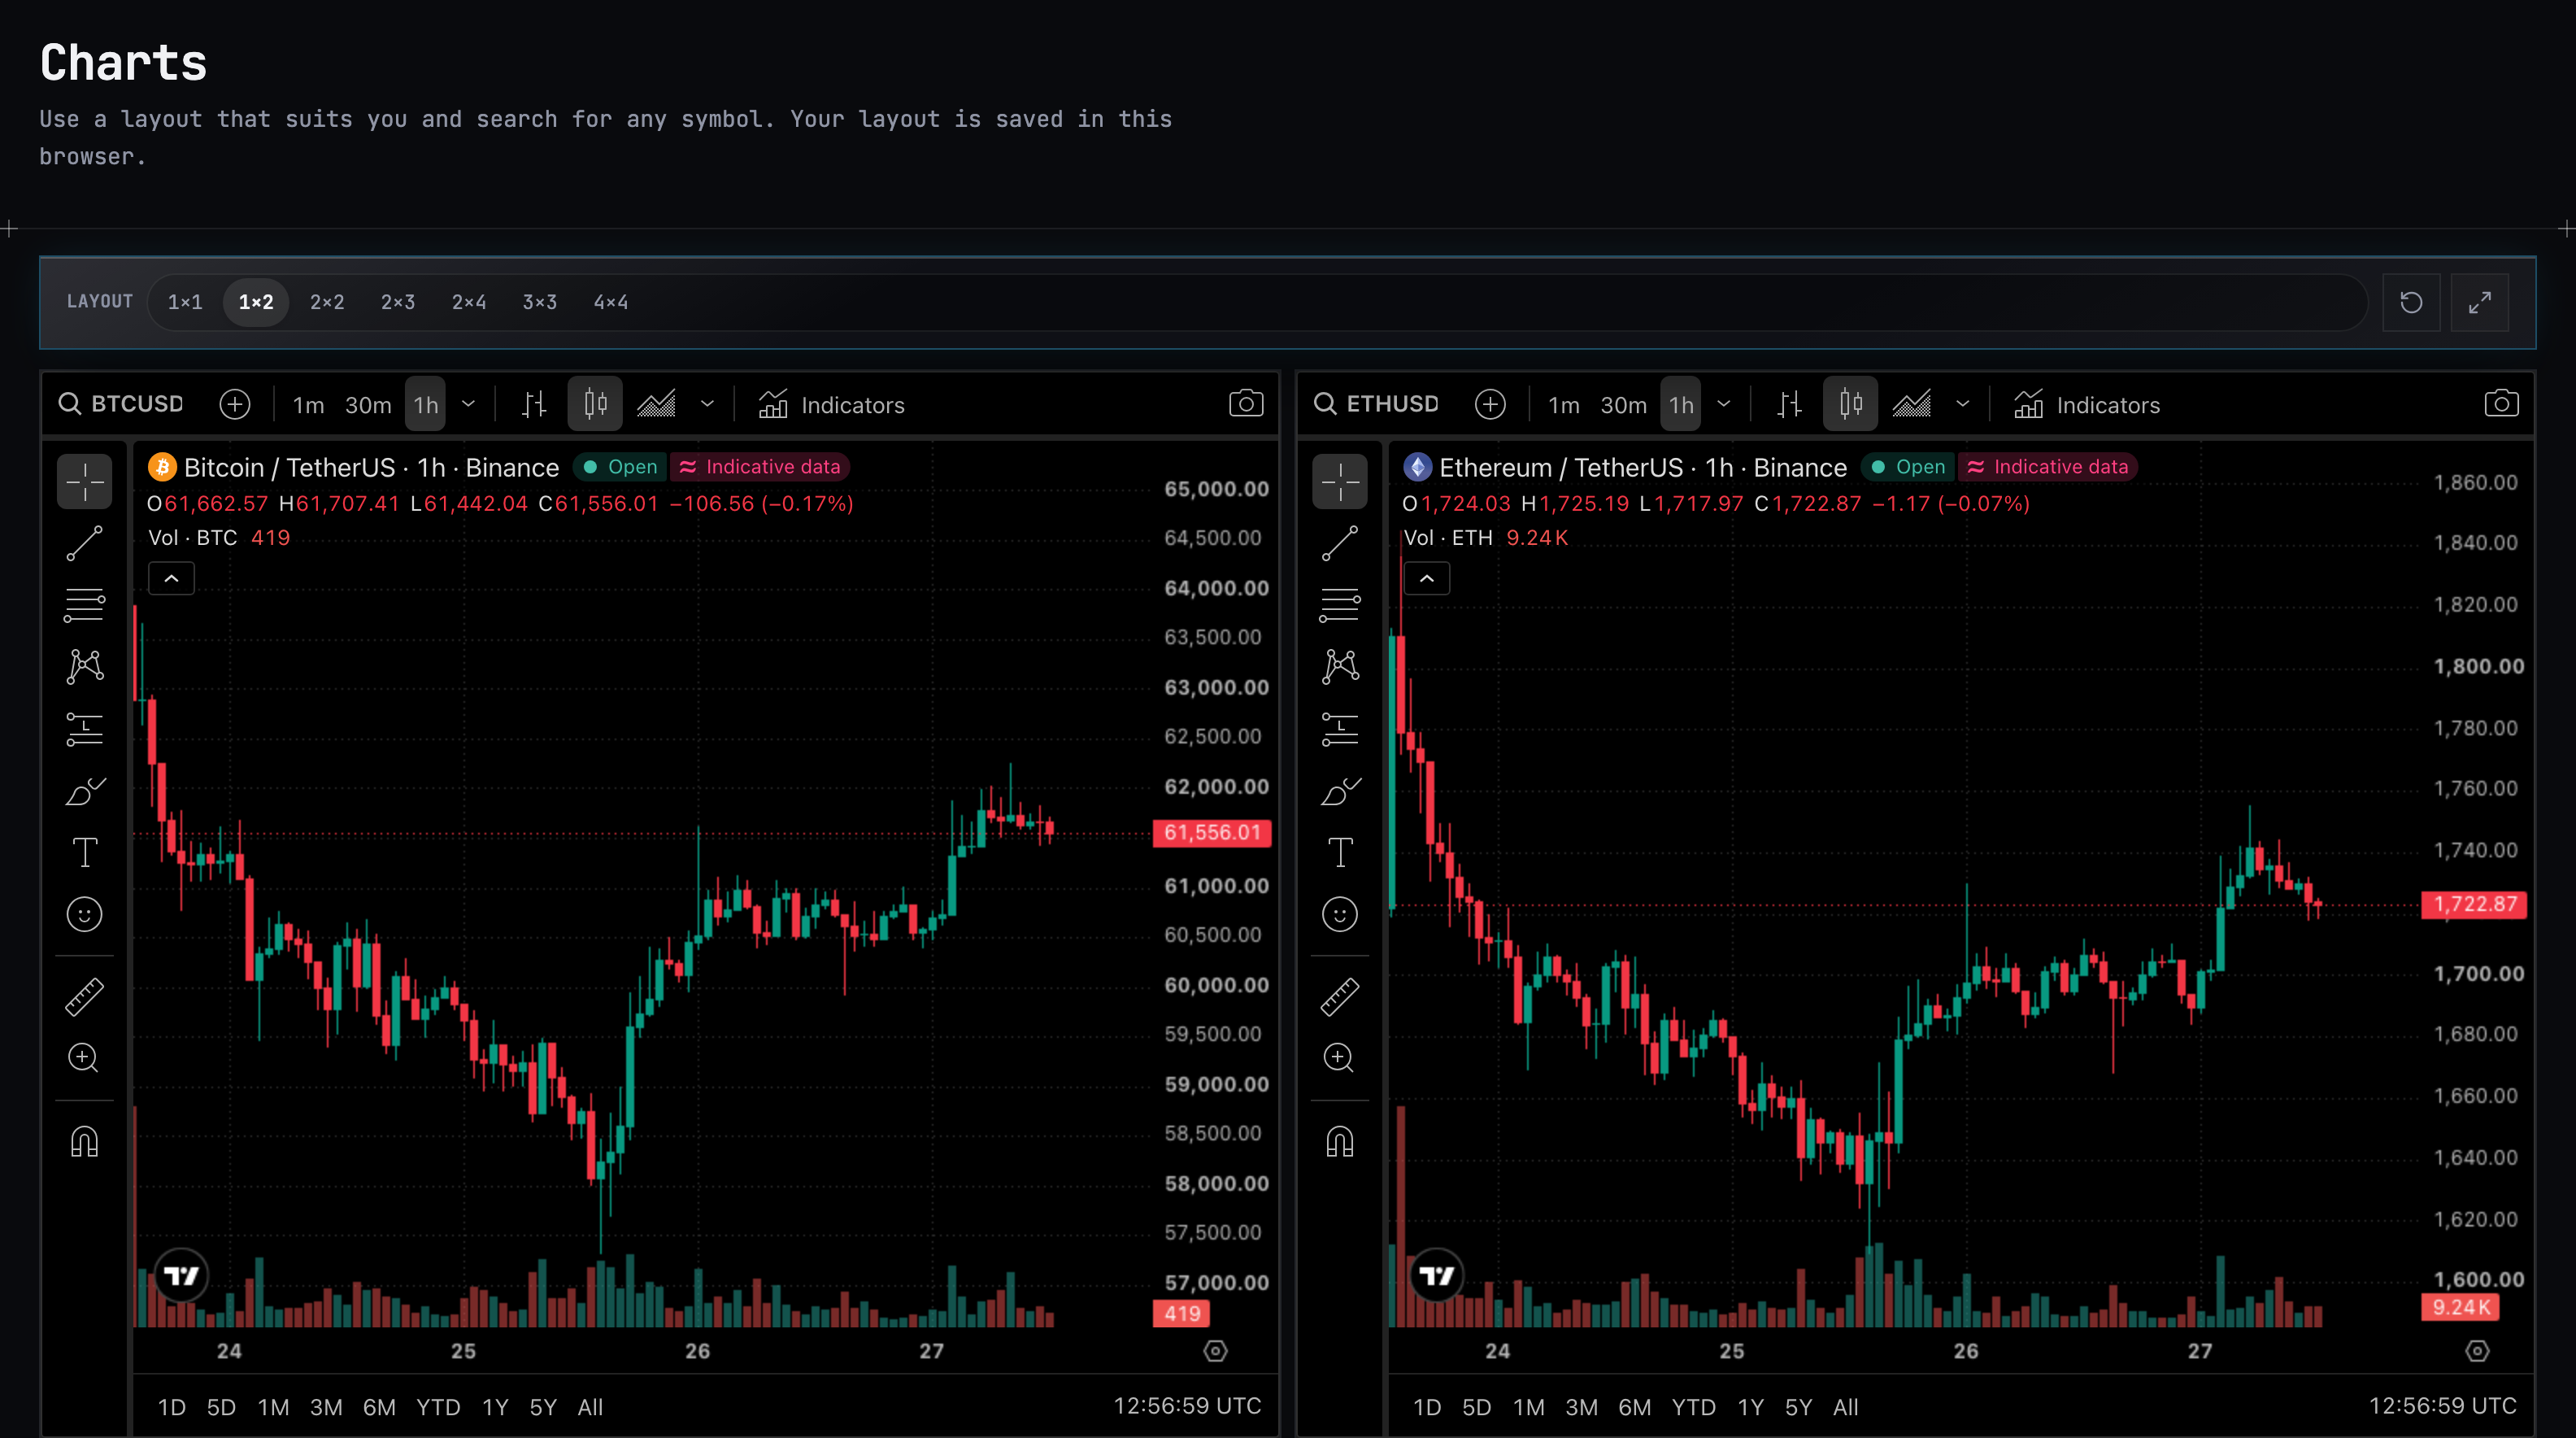 Charts
Use a layout that suits you and search for any symbol. Your layout is saved in this
browser.
LAYOUT 1×1 1×2 2×2 2×3 2×4 3×3 4×4
BTCUSD 1m 30m 1h Indicators
Bitcoin / TetherUS · 1h · Binance Open Indicative data
O61,662.57 H61,707.41 L61,442.04 C61,556.01 −106.56 (−0.17%)
Vol · BTC 419
65,000.00
64,500.00
64,000.00
63,500.00
63,000.00
62,500.00
62,000.00
61,556.01
61,000.00
60,500.00
60,000.00
59,500.00
59,000.00
58,500.00
58,000.00
57,500.00
57,000.00
419
24 25 26 27
1D 5D 1M 3M 6M YTD 1Y 5Y All 12:56:59 UTC
ETHUSD 1m 30m 1h Indicators
Ethereum / TetherUS · 1h · Binance Open Indicative data
O1,724.03 H1,725.19 L1,717.97 C1,722.87 −1.17 (−0.07%)
Vol · ETH 9.24K
1,860.00
1,840.00
1,820.00
1,800.00
1,780.00
1,760.00
1,740.00
1,722.87
1,700.00
1,680.00
1,660.00
1,640.00
1,620.00
1,600.00
9.24K
24 25 26 27
1D 5D 1M 3M 6M YTD 1Y 5Y All 12:56:59 UTC